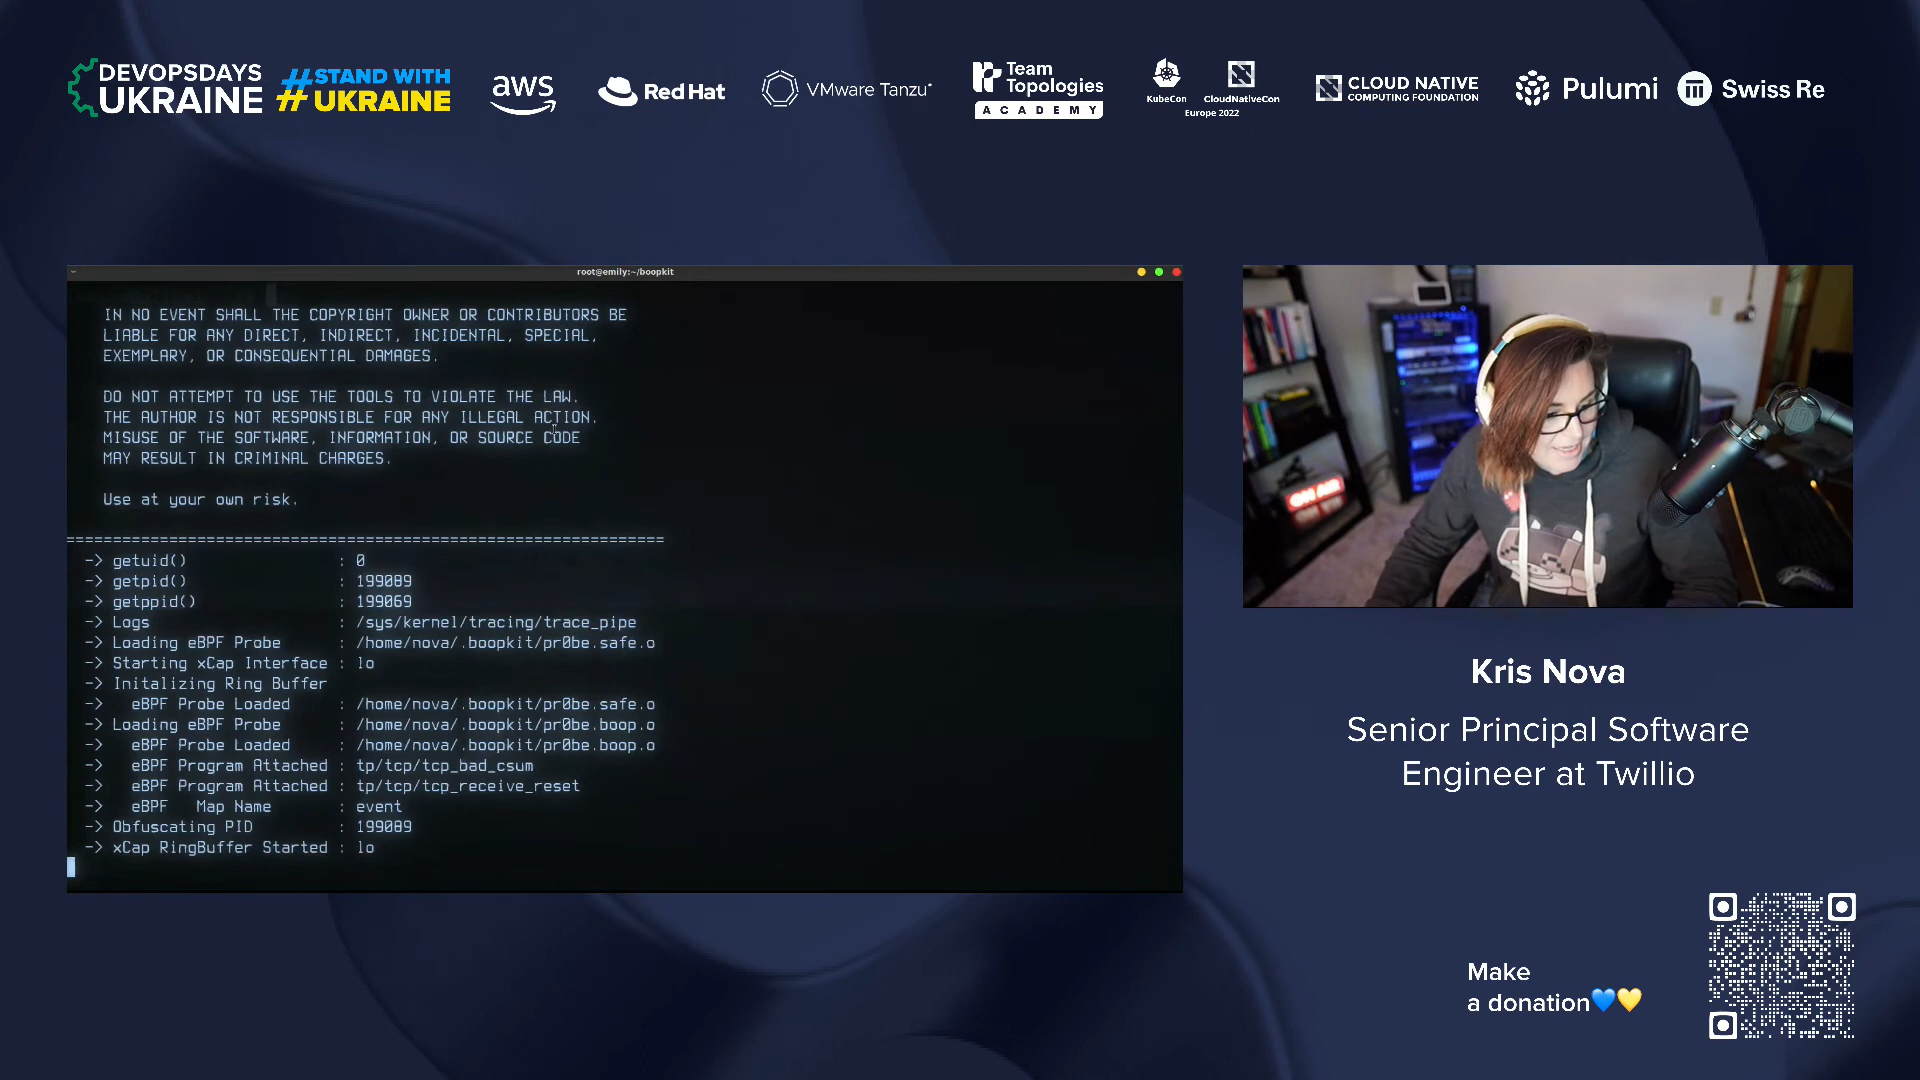 DEVOPSDAYS
UKRAINE
#STAND WITH
#UKRAINE
aws
Red Hat
VMware Tanzu
Team
Topologies
ACADEMY
KubeCon
CloudNativeCon
Europe 2022
CLOUD NATIVE
COMPUTING FOUNDATION
Pulumi
Swiss Re
root@emily:~/boopkit
IN NO EVENT SHALL THE COPYRIGHT OWNER OR CONTRIBUTORS BE
LIABLE FOR ANY DIRECT, INDIRECT, INCIDENTAL, SPECIAL,
EXEMPLARY, OR CONSEQUENTIAL DAMAGES.
DO NOT ATTEMPT TO USE THE TOOLS TO VIOLATE THE LAW.
THE AUTHOR IS NOT RESPONSIBLE FOR ANY ILLEGAL ACTION.
MISUSE OF THE SOFTWARE, INFORMATION, OR SOURCE CODE
MAY RESULT IN CRIMINAL CHARGES.
Use at your own risk.
================================================================
-> getuid() : 0
-> getpid() : 199089
-> getppid() : 199069
-> Logs : /sys/kernel/tracing/trace_pipe
-> Loading eBPF Probe : /home/nova/.boopkit/pr0be.safe.o
-> Starting xCap Interface : lo
-> Initalizing Ring Buffer
-> eBPF Probe Loaded : /home/nova/.boopkit/pr0be.safe.o
-> Loading eBPF Probe : /home/nova/.boopkit/pr0be.boop.o
-> eBPF Probe Loaded : /home/nova/.boopkit/pr0be.boop.o
-> eBPF Program Attached : tp/tcp/tcp_bad_csum
-> eBPF Program Attached : tp/tcp/tcp_receive_reset
-> eBPF Map Name : event
-> Obfuscating PID : 199089
-> xCap RingBuffer Started : lo
ON AIR
Kris Nova
Senior Principal Software
Engineer at Twillio
Make
a donation💙💛